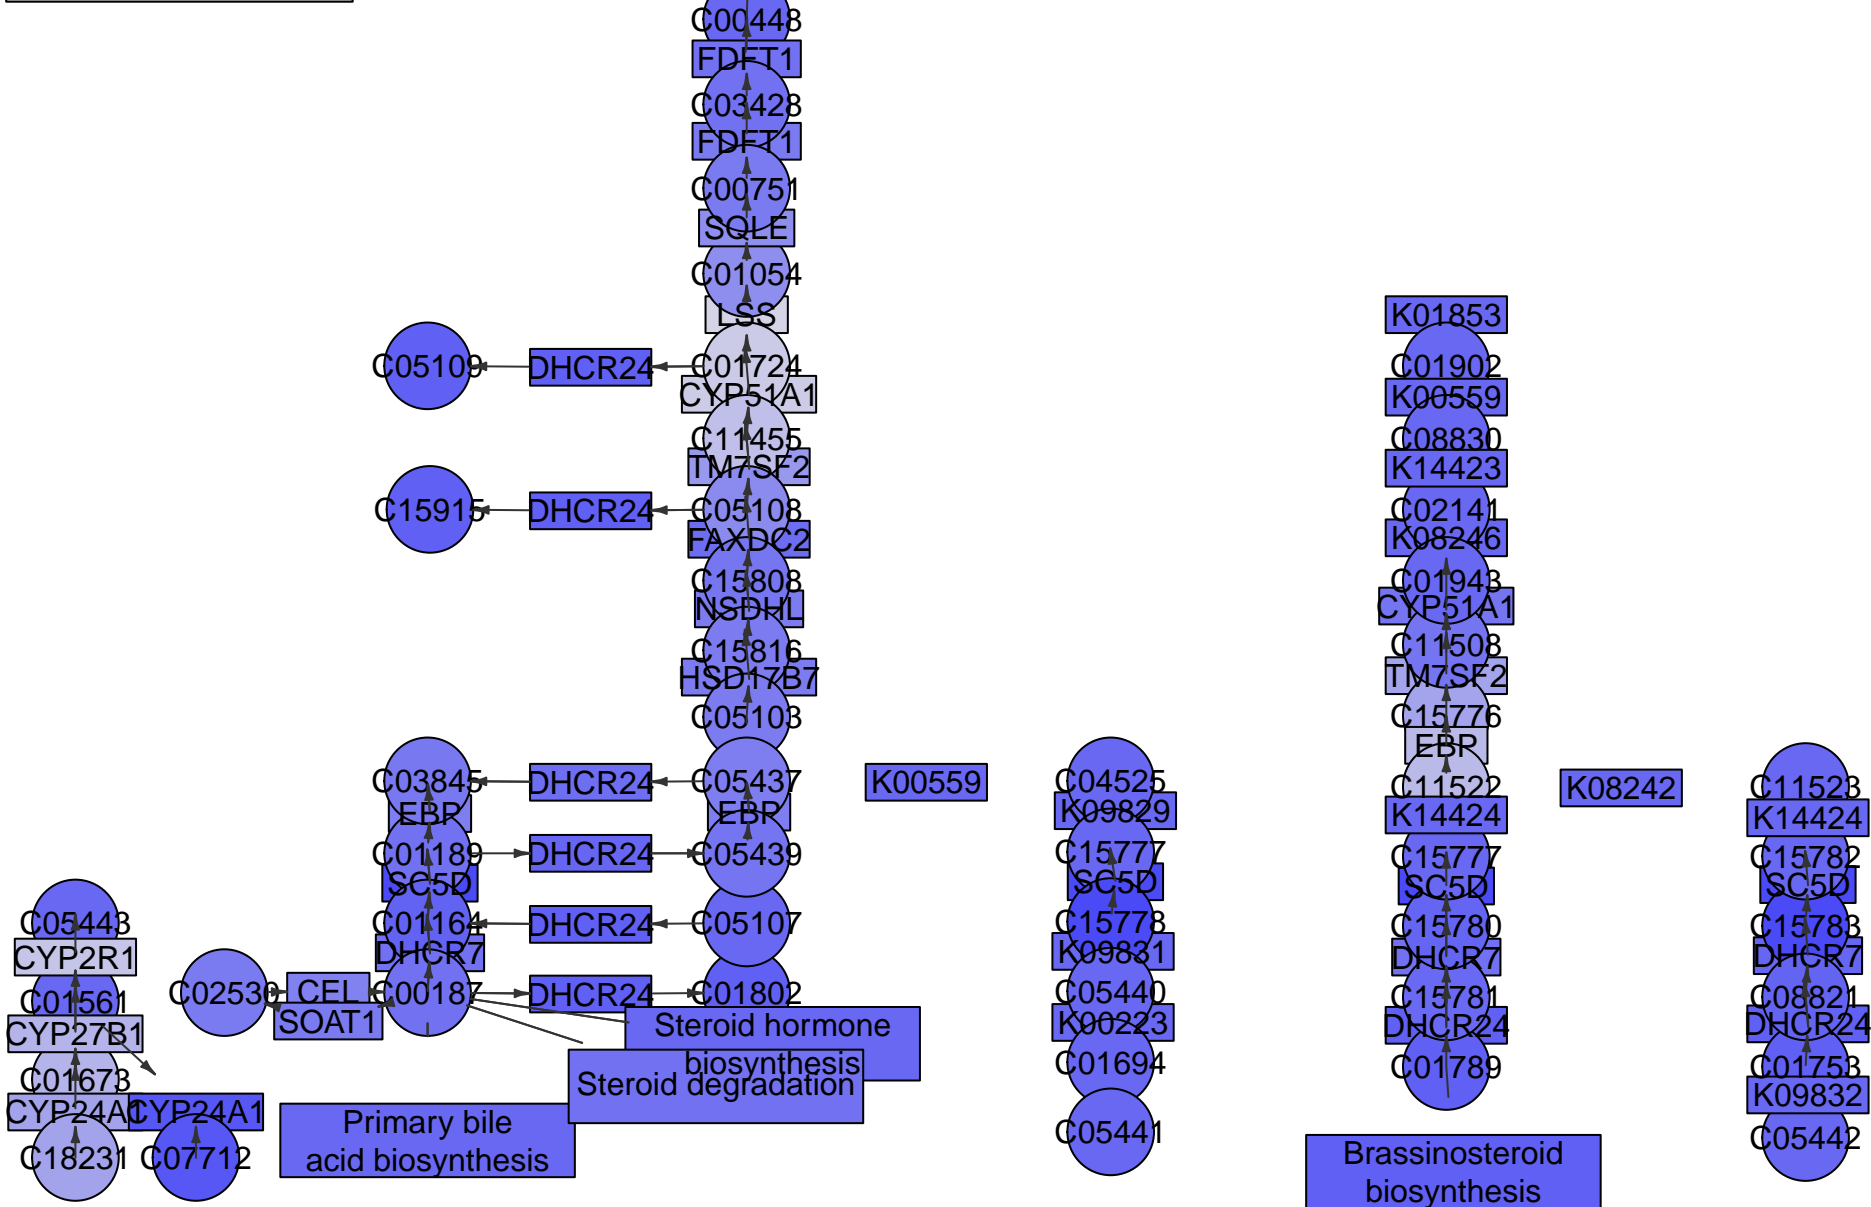 C00448
FDFT1
C03428
FDFT1
C00751
SQLE
C01054
LSS
K01853
C05109
DHCR24
C01724
C01902
CYP51A1
K00559
C11455
C08830
TM7SF2
K14423
C15915
DHCR24
C05108
C02141
FAXDC2
K08246
C15808
C01943
NSDHL
CYP51A1
C15816
C11508
HSD17B7
TM7SF2
C05103
C15776
EBP
C03845
DHCR24
C05437
K00559
C04525
C11522
K08242
C11523
EBP
EBP
K09829
K14424
K14424
C01189
DHCR24
C05439
C15777
C15777
C15782
SC5D
SC5D
SC5D
SC5D
C05443
C01164
DHCR24
C05107
C15778
C15780
C15783
CYP2R1
DHCR7
K09831
DHCR7
DHCR7
C01561
C02530
CEL
C00187
DHCR24
C01802
C05440
C15781
C08821
SOAT1
CYP27B1
Steroid hormone
biosynthesis
K00223
DHCR24
DHCR24
C01673
Steroid degradation
C01694
C01789
C01753
CYP24A1
CYP24A1
K09832
Primary bile
acid biosynthesis
C18231
C07712
C05441
C05442
Brassinosteroid
biosynthesis